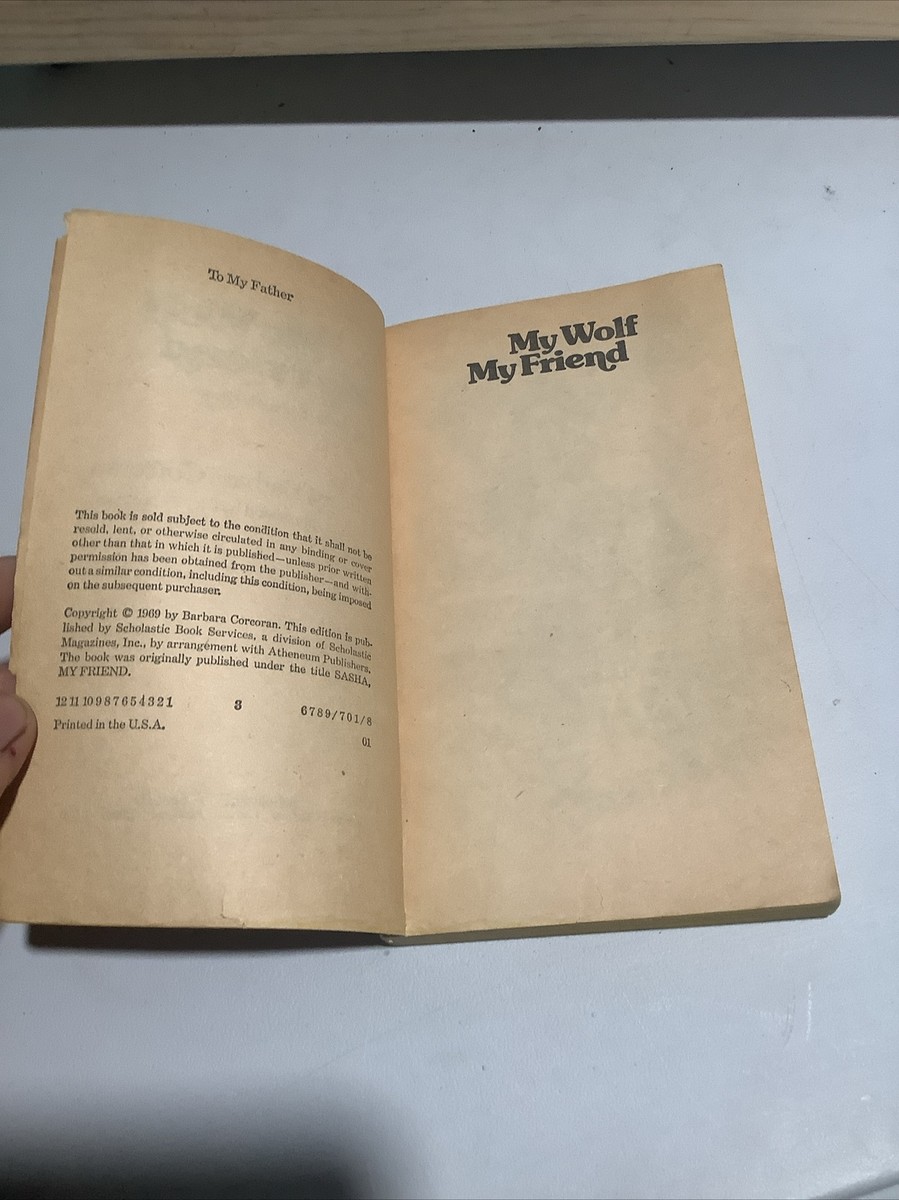 To My Father
This book is sold subject to the condition that it shall not be
resold, lent, or otherwise circulated in any binding or cover
other than that in which it is published—unless prior written
permission has been obtained from the publisher—and with-
out a similar condition, including this condition, being imposed
on the subsequent purchaser.
Copyright © 1969 by Barbara Corcoran. This edition is pub-
lished by Scholastic Book Services, a division of Scholastic
Magazines, Inc., by arrangement with Atheneum Publishers.
The book was originally published under the title SASHA,
MY FRIEND.
12 11 10 9 8 7 6 5 4 3 2 1 3 6789/701/8
Printed in the U.S.A. 01
My Wolf
My Friend